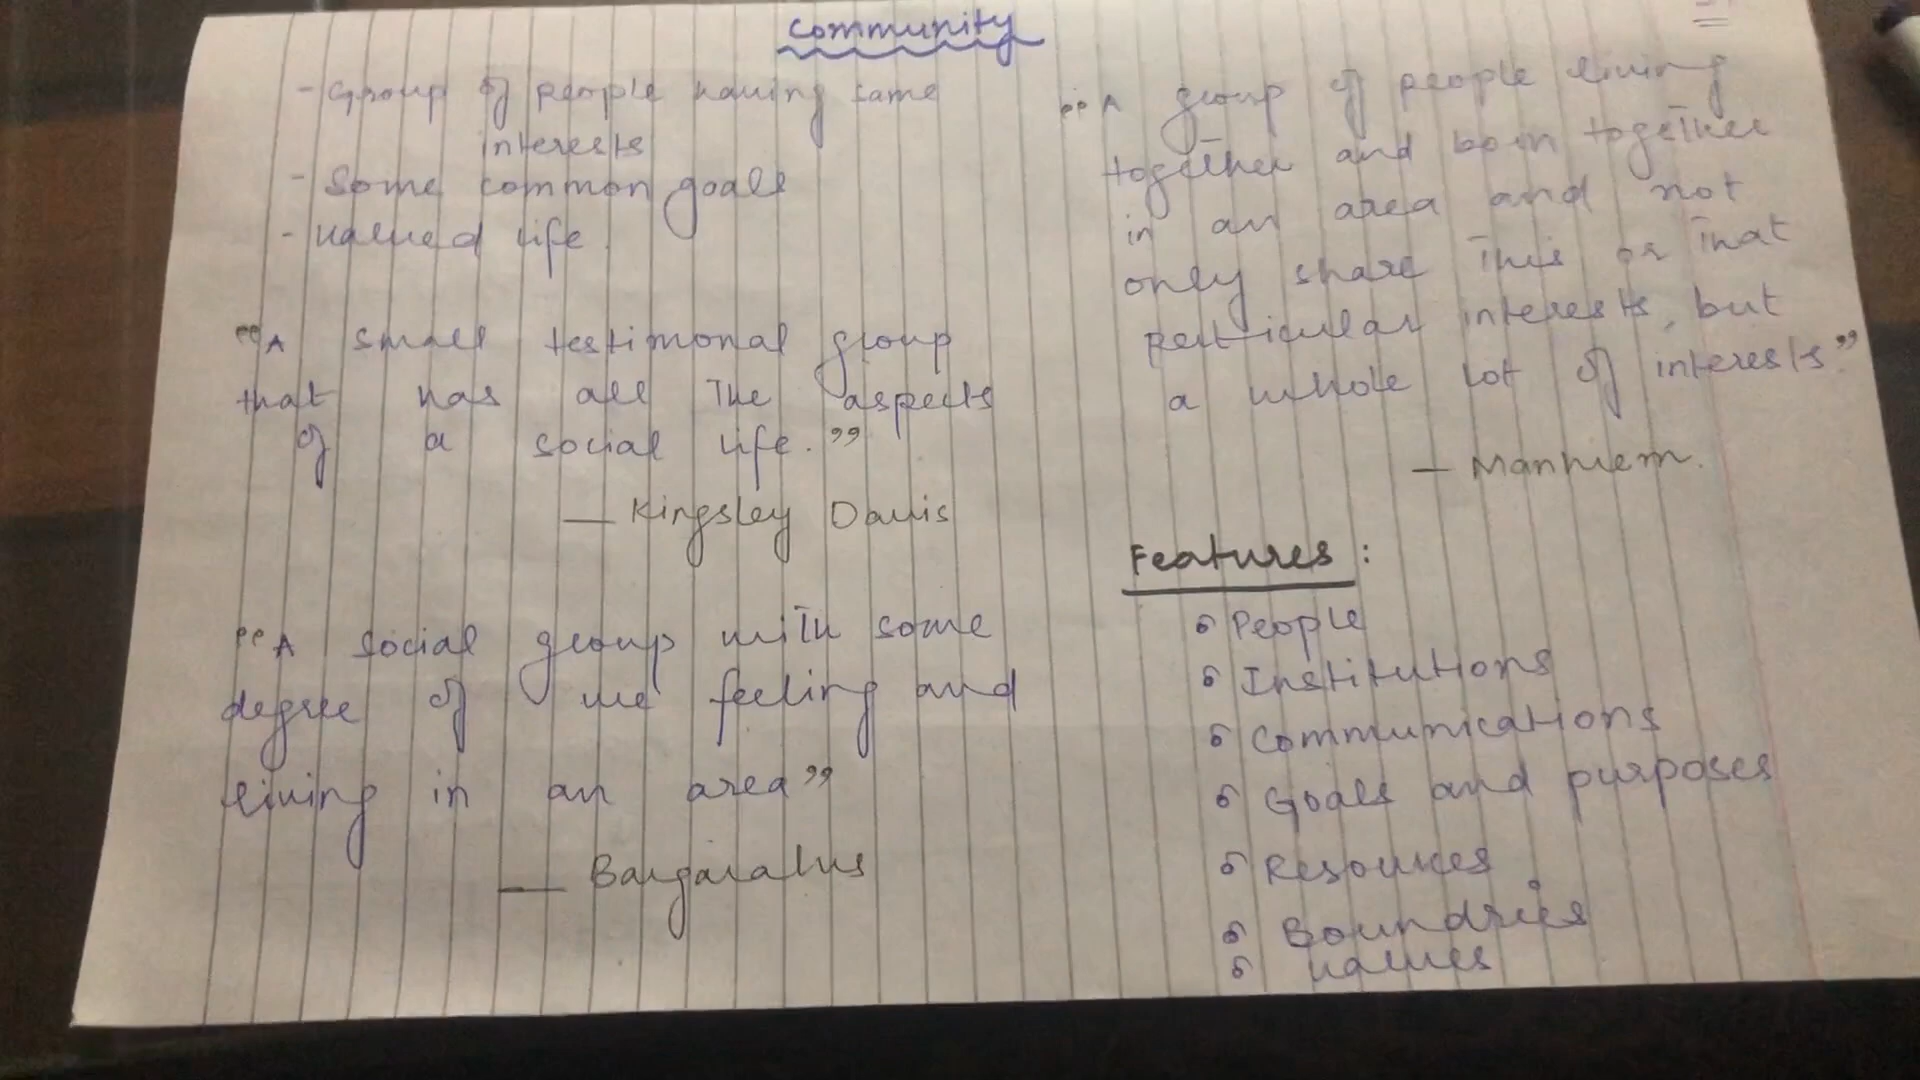 Community
- Group of people having same
interests
- Some common goals
- Valued life.
"A small testimonal group
that has all the aspects
of a social life."
— Kingsley Davis
"A social group with some
degree of we feeling and
living in an area"
— Bargaralus
"A group of people living
together and born together
in an area and not
only share this or that
perticular interests, but
a whole lot of interests."
— Manhiem.
Features :
• People
• Institutions
• Communications
• Goals and purposes
• Resources
• Boundries
• Values